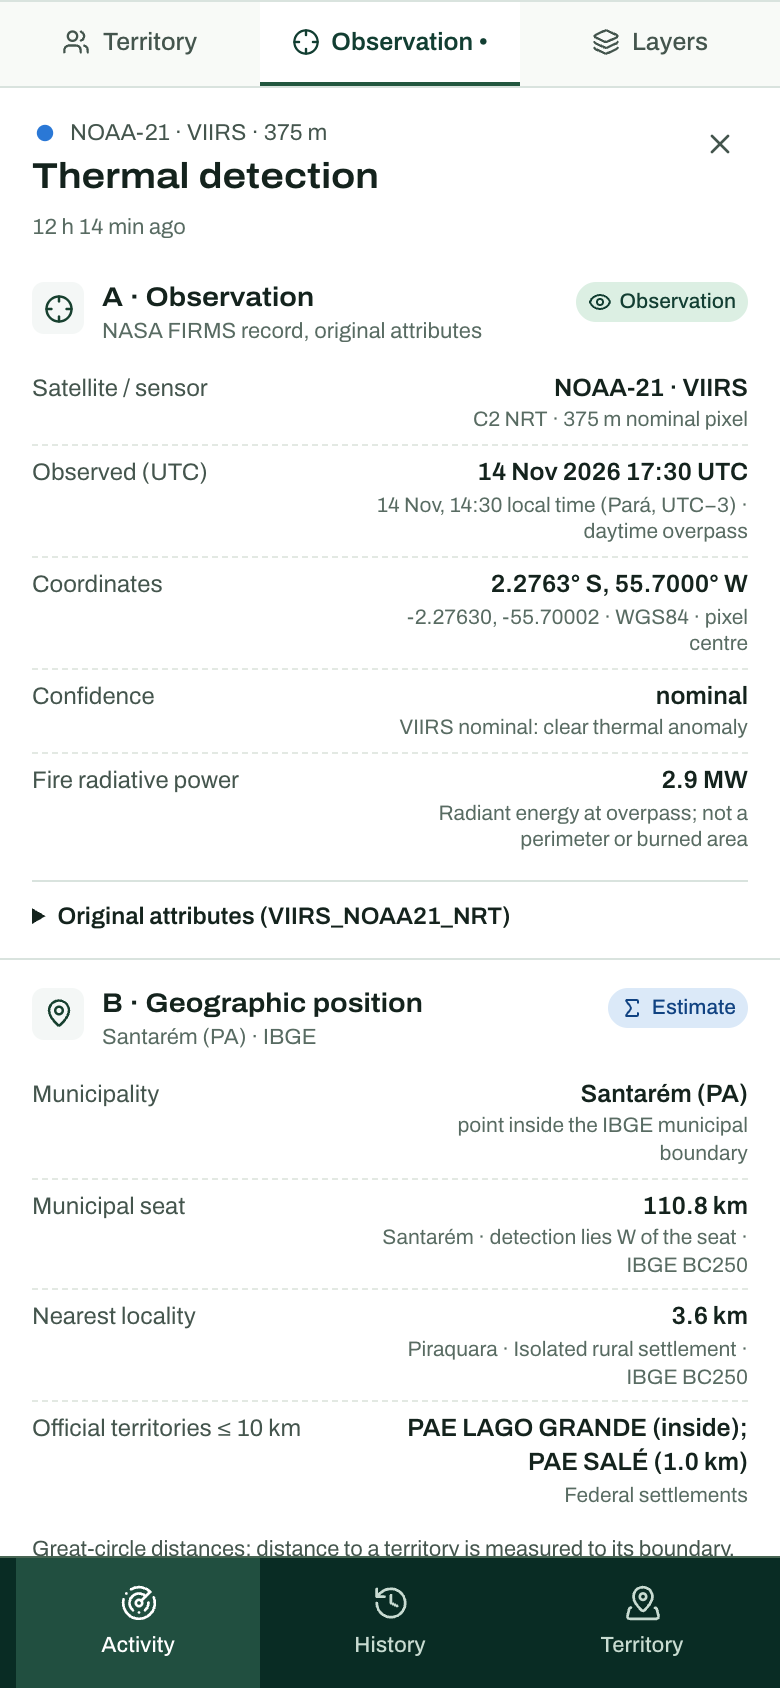 Territory
Observation •
Layers
NOAA-21 · VIIRS · 375 m
Thermal detection
12 h 14 min ago
A · Observation
NASA FIRMS record, original attributes
Observation
Satellite / sensor
NOAA-21 · VIIRS
C2 NRT · 375 m nominal pixel
Observed (UTC)
14 Nov 2026 17:30 UTC
14 Nov, 14:30 local time (Pará, UTC−3) ·
daytime overpass
Coordinates
2.2763° S, 55.7000° W
-2.27630, -55.70002 · WGS84 · pixel
centre
Confidence
nominal
VIIRS nominal: clear thermal anomaly
Fire radiative power
2.9 MW
Radiant energy at overpass; not a
perimeter or burned area
Original attributes (VIIRS_NOAA21_NRT)
B · Geographic position
Santarém (PA) · IBGE
Estimate
Municipality
Santarém (PA)
point inside the IBGE municipal
boundary
Municipal seat
110.8 km
Santarém · detection lies W of the seat ·
IBGE BC250
Nearest locality
3.6 km
Piraquara · Isolated rural settlement ·
IBGE BC250
Official territories ≤ 10 km
PAE LAGO GRANDE (inside);
PAE SALÉ (1.0 km)
Federal settlements
Great-circle distances; distance to a territory is measured to its boundary.
Activity
History
Territory